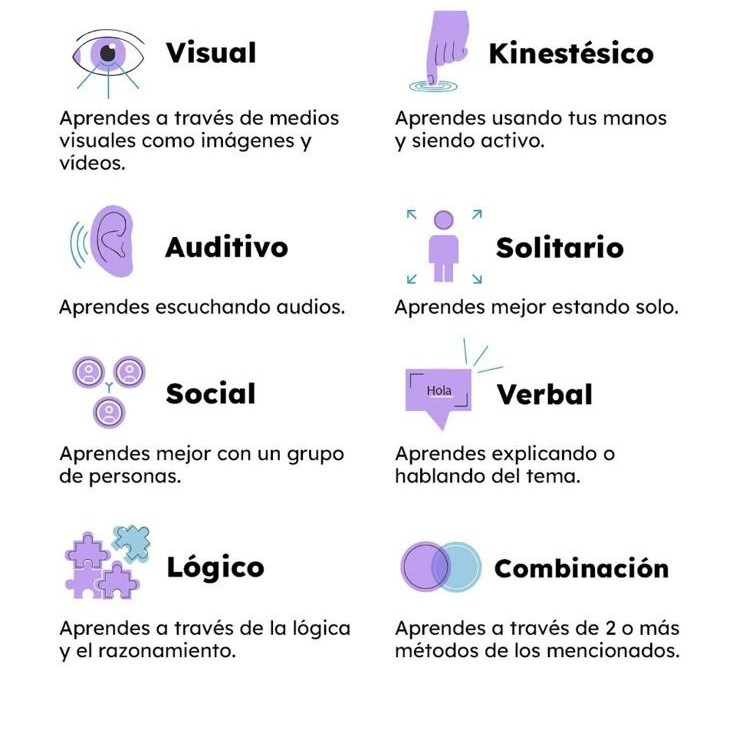 Visual
Aprendes a través de medios
visuales como imágenes y
vídeos.
Kinestésico
Aprendes usando tus manos
y siendo activo.
Auditivo
Aprendes escuchando audios.
Solitario
Aprendes mejor estando solo.
Social
Aprendes mejor con un grupo
de personas.
Hola
Verbal
Aprendes explicando o
hablando del tema.
Lógico
Aprendes a través de la lógica
y el razonamiento.
Combinación
Aprendes a través de 2 o más
métodos de los mencionados.